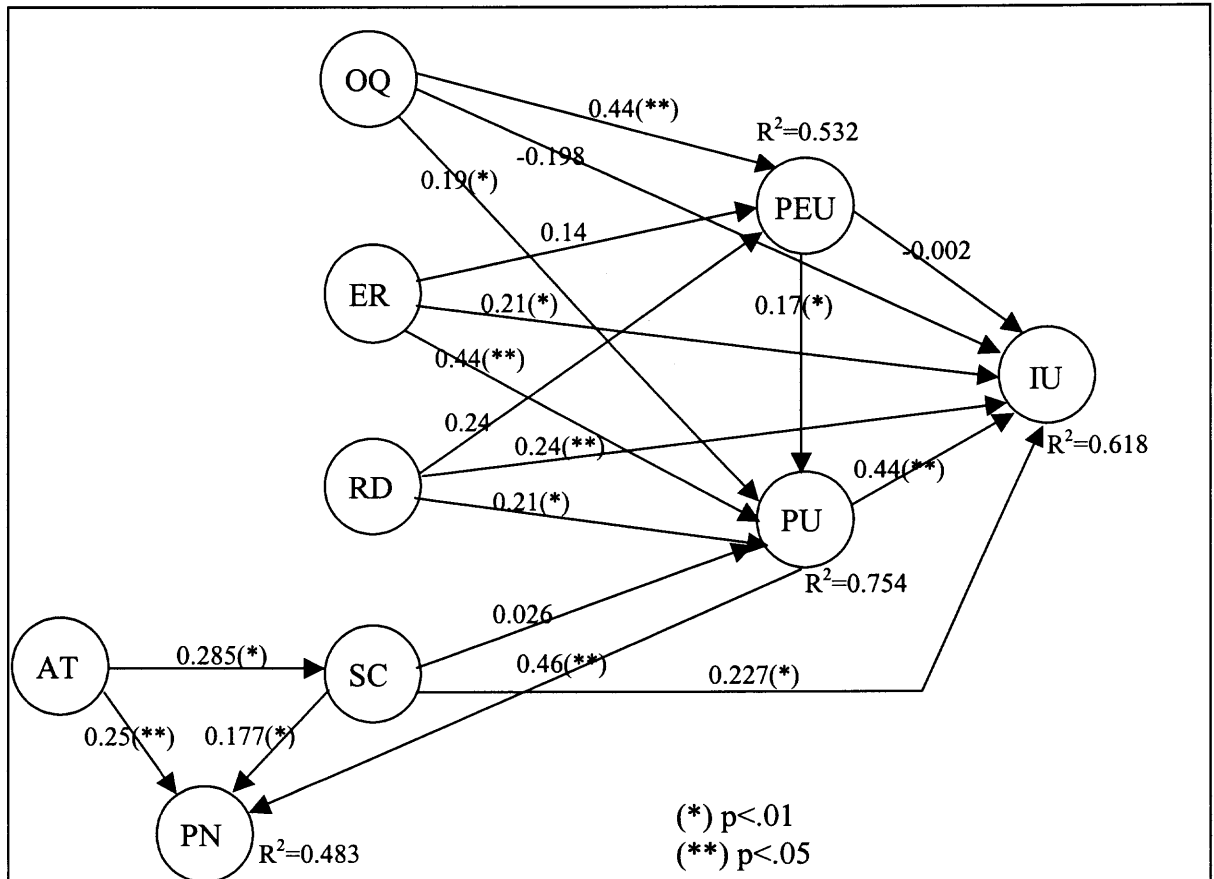 OQ
0.44(**)
R²=0.532
-0.198
0.19(*)
PEU
0.14
-0.002
ER
0.21(*)
0.17(*)
0.44(**)
IU
0.24
0.24(**)
R²=0.618
0.44(**)
RD
0.21(*)
PU
R²=0.754
0.026
0.285(*)
0.46(**)
AT
SC
0.227(*)
0.25(**)
0.177(*)
(*) p<.01
PN
R²=0.483
(**) p<.05